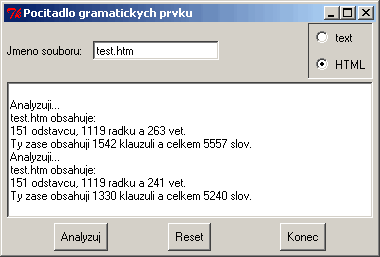 Pocitadlo gramatickych prvku
Jmeno souboru: test.htm
text
HTML
Analyzuji...
test.htm obsahuje:
151 odstavcu, 1119 radku a 263 vet.
Ty zase obsahuji 1542 klauzuli a celkem 5557 slov.
Analyzuji...
test.htm obsahuje:
151 odstavcu, 1119 radku a 241 vet.
Ty zase obsahuji 1330 klauzuli a celkem 5240 slov.
Analyzuj Reset Konec